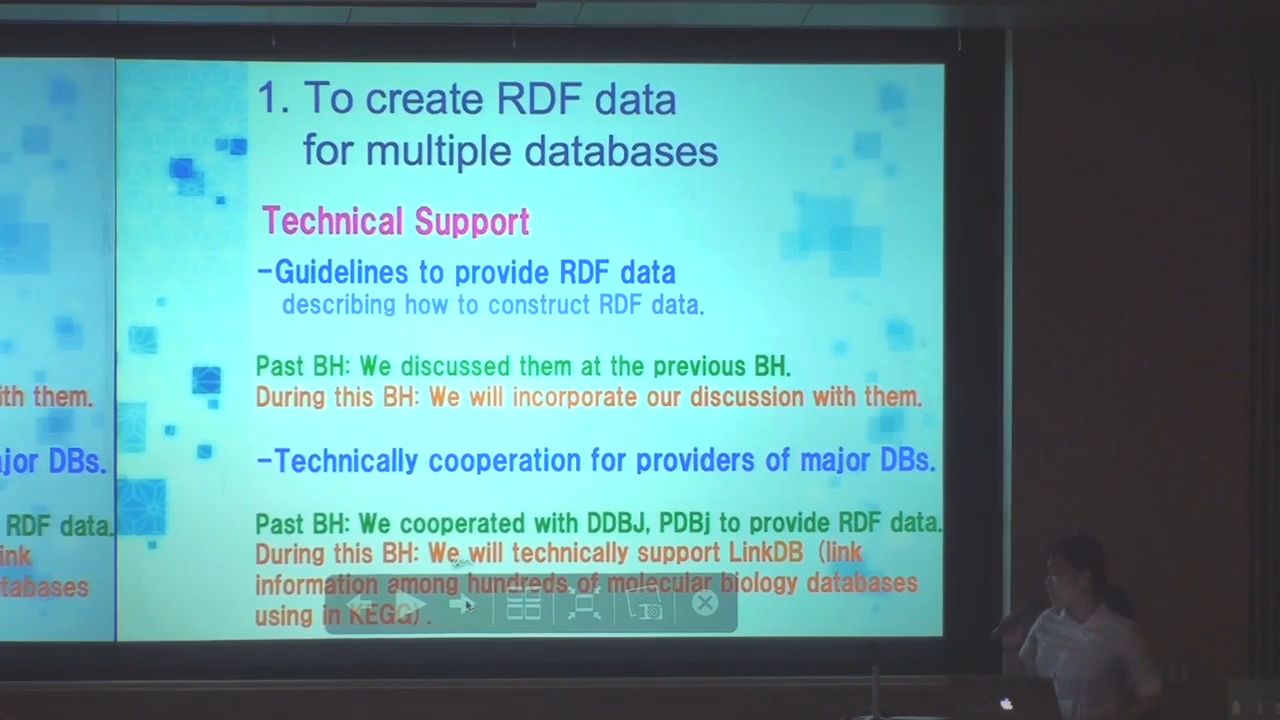 1. To create RDF data
for multiple databases
Technical Support
-Guidelines to provide RDF data
describing how to construct RDF data.
Past BH: We discussed them at the previous BH.
During this BH: We will incorporate our discussion with them.
-Technically cooperation for providers of major DBs.
Past BH: We cooperated with DDBJ, PDBj to provide RDF data.
During this BH: We will technically support LinkDB (link
information among hundreds of molecular biology databases
using in KEGG).
ith them.
ajor DBs.
RDF data.
ink
tabases